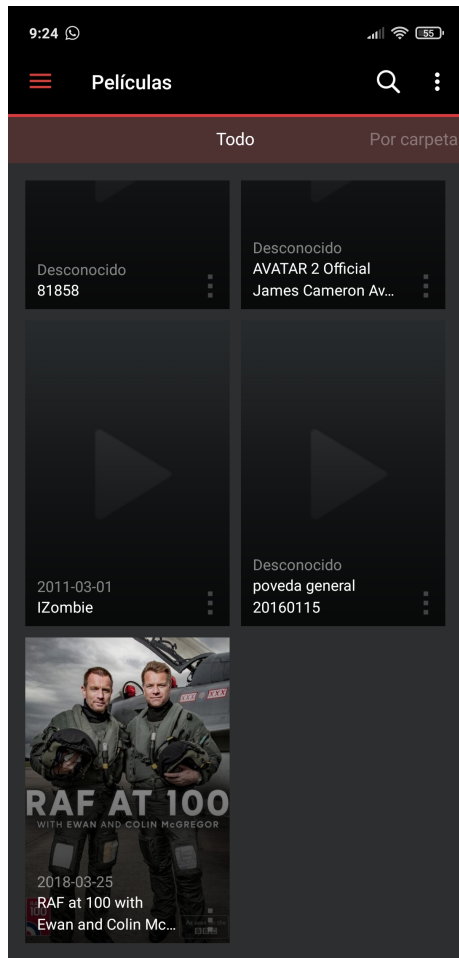 9:24
55
Películas
Todo
Por carpeta
Desconocido
81858
Desconocido
AVATAR 2 Official
James Cameron Av...
2011-03-01
IZombie
Desconocido
poveda general
20160115
RAF AT 100
WITH EWAN AND COLIN McGREGOR
2018-03-25
RAF at 100 with
Ewan and Colin Mc...
100
BBC